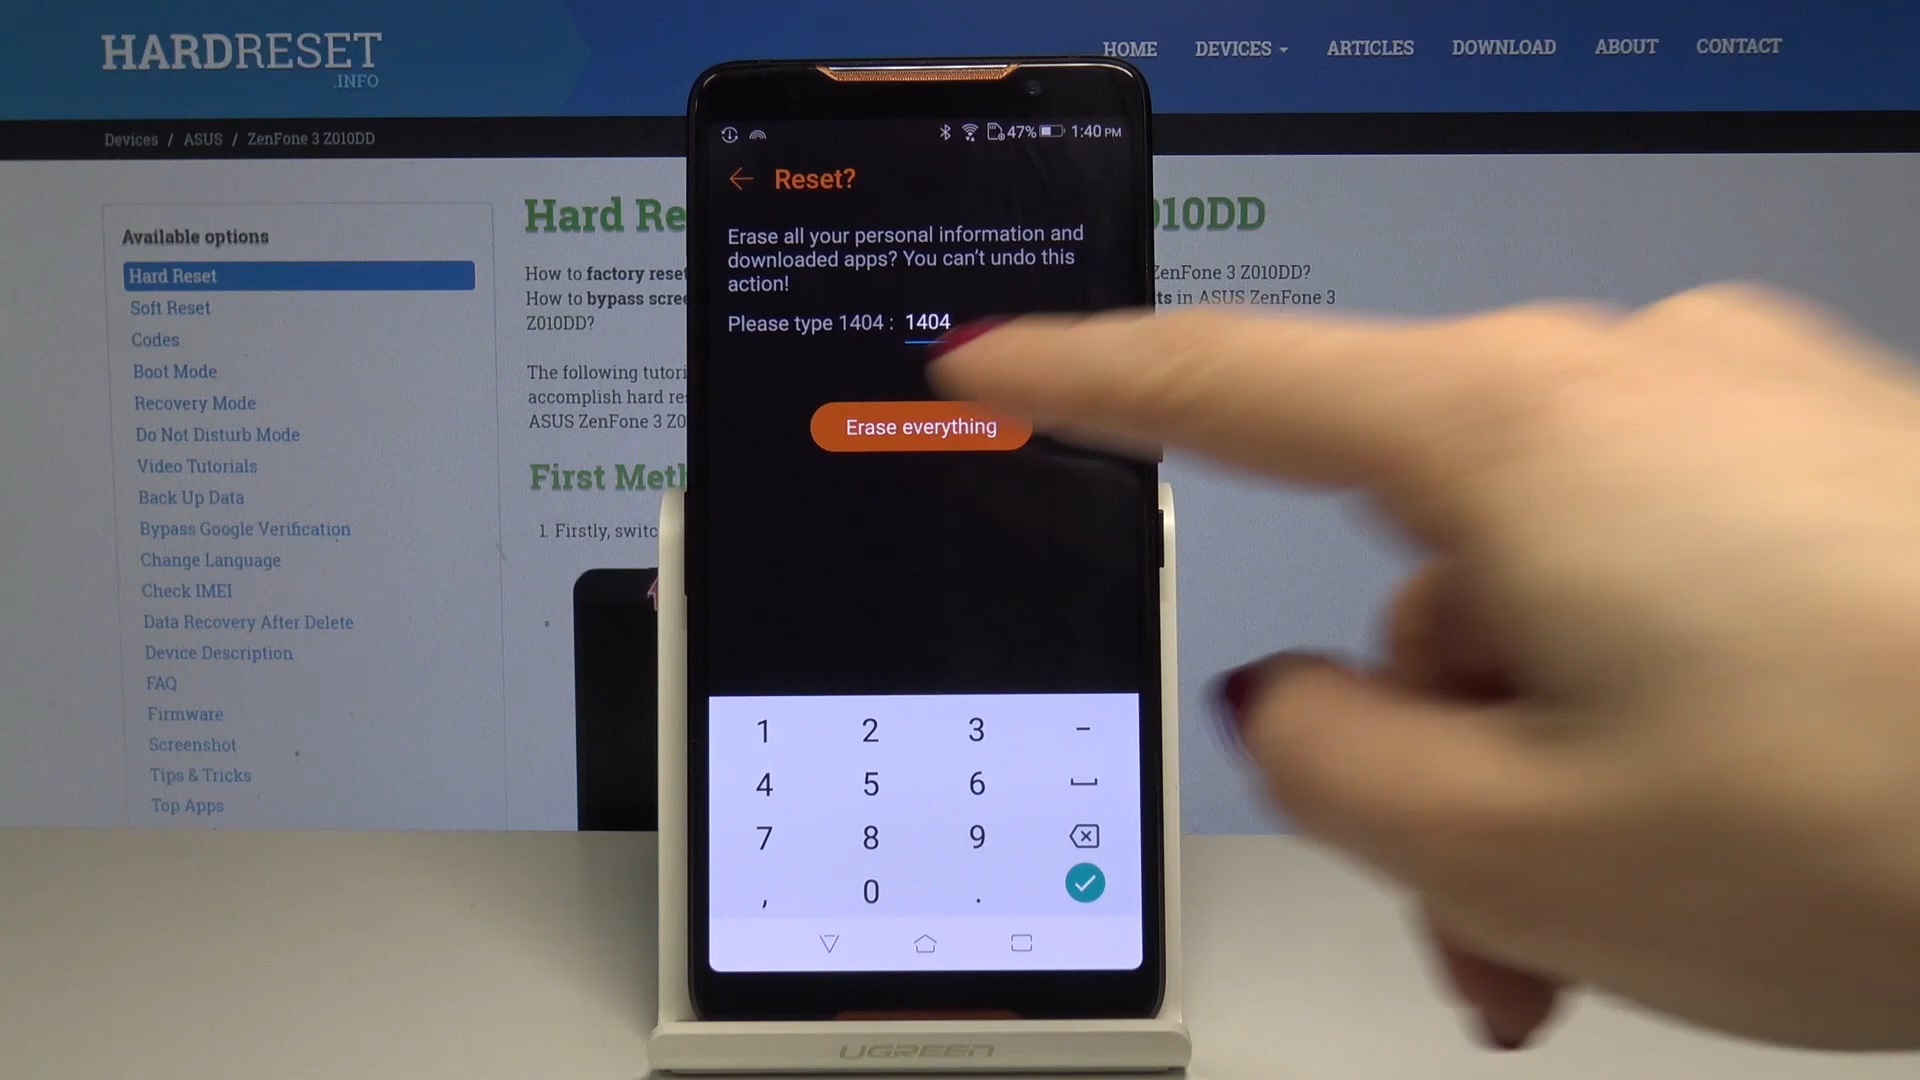 HARDRESET
.INFO
HOME DEVICES ARTICLES DOWNLOAD ABOUT CONTACT
Devices / ASUS / ZenFone 3 Z010DD
Available options
Hard Reset
Soft Reset
Codes
Boot Mode
Recovery Mode
Do Not Disturb Mode
Video Tutorials
Back Up Data
Bypass Google Verification
Change Language
Check IMEI
Data Recovery After Delete
Device Description
FAQ
Firmware
Screenshot
Tips & Tricks
Top Apps
Hard Re 010DD
How to factory reset ZenFone 3 Z010DD?
How to bypass scre ts in ASUS ZenFone 3
Z010DD?
The following tutori
accomplish hard re
ASUS ZenFone 3 Z0
First Meth
1. Firstly, switc
47% 1:40 PM
Reset?
Erase all your personal information and
downloaded apps? You can't undo this
action!
Please type 1404 : 1404
Erase everything
1 2 3 -
4 5 6
7 8 9
, 0 .
UGREEN